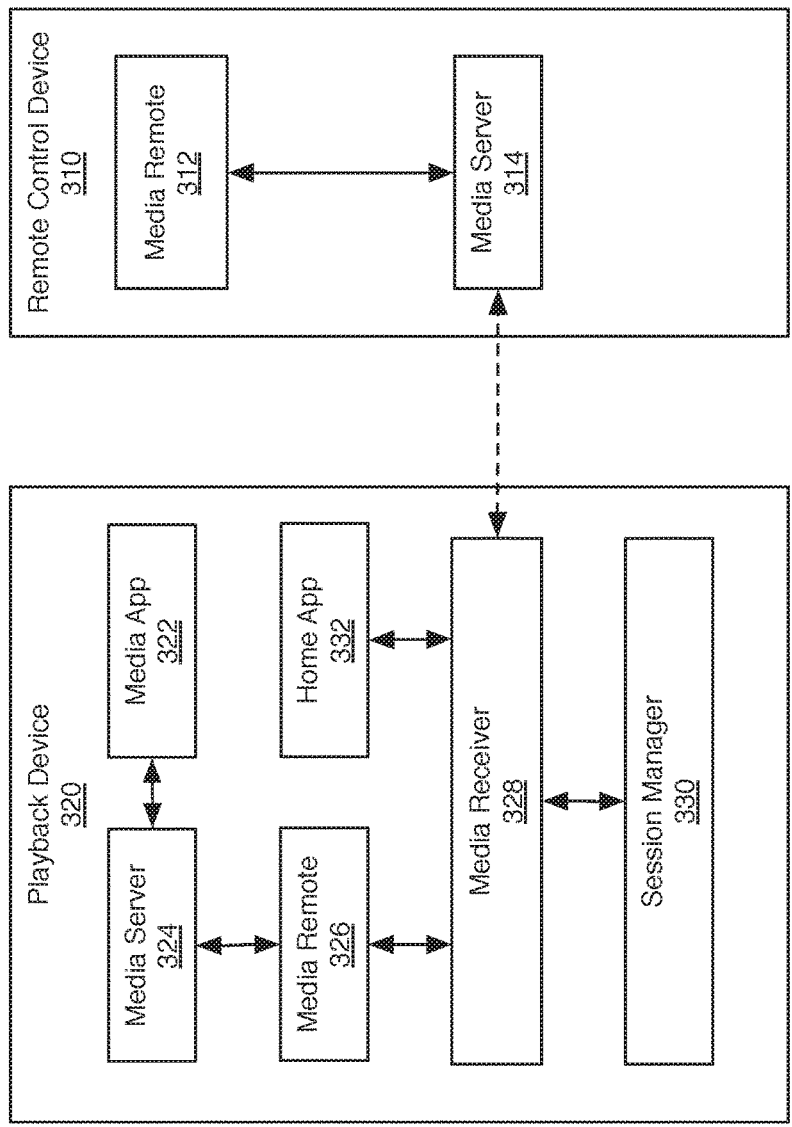 Playback Device
320
Media Server
324
Media App
322
Media Remote
326
Home App
332
Media Receiver
328
Session Manager
330
Remote Control Device
310
Media Remote
312
Media Server
314